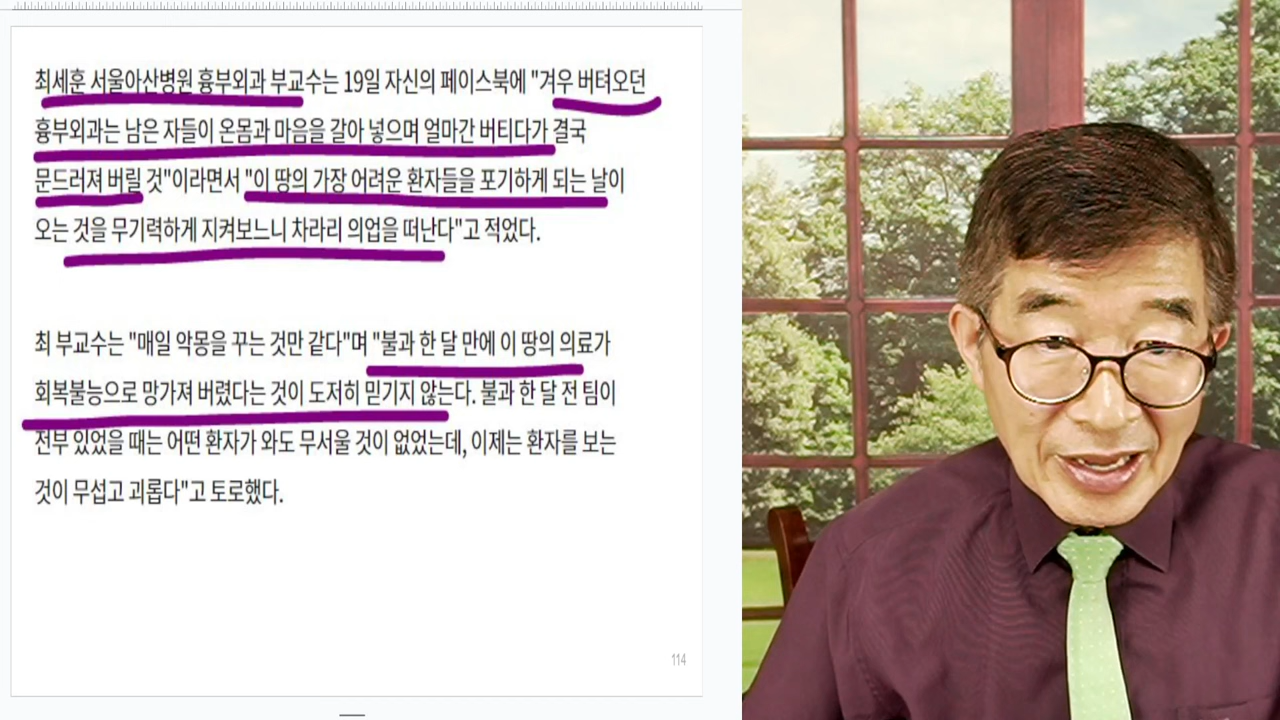 최세훈 서울아산병원 흉부외과 부교수는 19일 자신의 페이스북에 "겨우 버텨오던
흉부외과는 남은 자들이 온몸과 마음을 갈아 넣으며 얼마간 버티다가 결국
문드러져 버릴 것"이라면서 "이 땅의 가장 어려운 환자들을 포기하게 되는 날이
오는 것을 무기력하게 지켜보느니 차라리 의업을 떠난다"고 적었다.
최 부교수는 "매일 악몽을 꾸는 것만 같다"며 "불과 한 달 만에 이 땅의 의료가
회복불능으로 망가져 버렸다는 것이 도저히 믿기지 않는다. 불과 한 달 전 팀이
전부 있었을 때는 어떤 환자가 와도 무서울 것이 없었는데, 이제는 환자를 보는
것이 무섭고 괴롭다"고 토로했다.
114